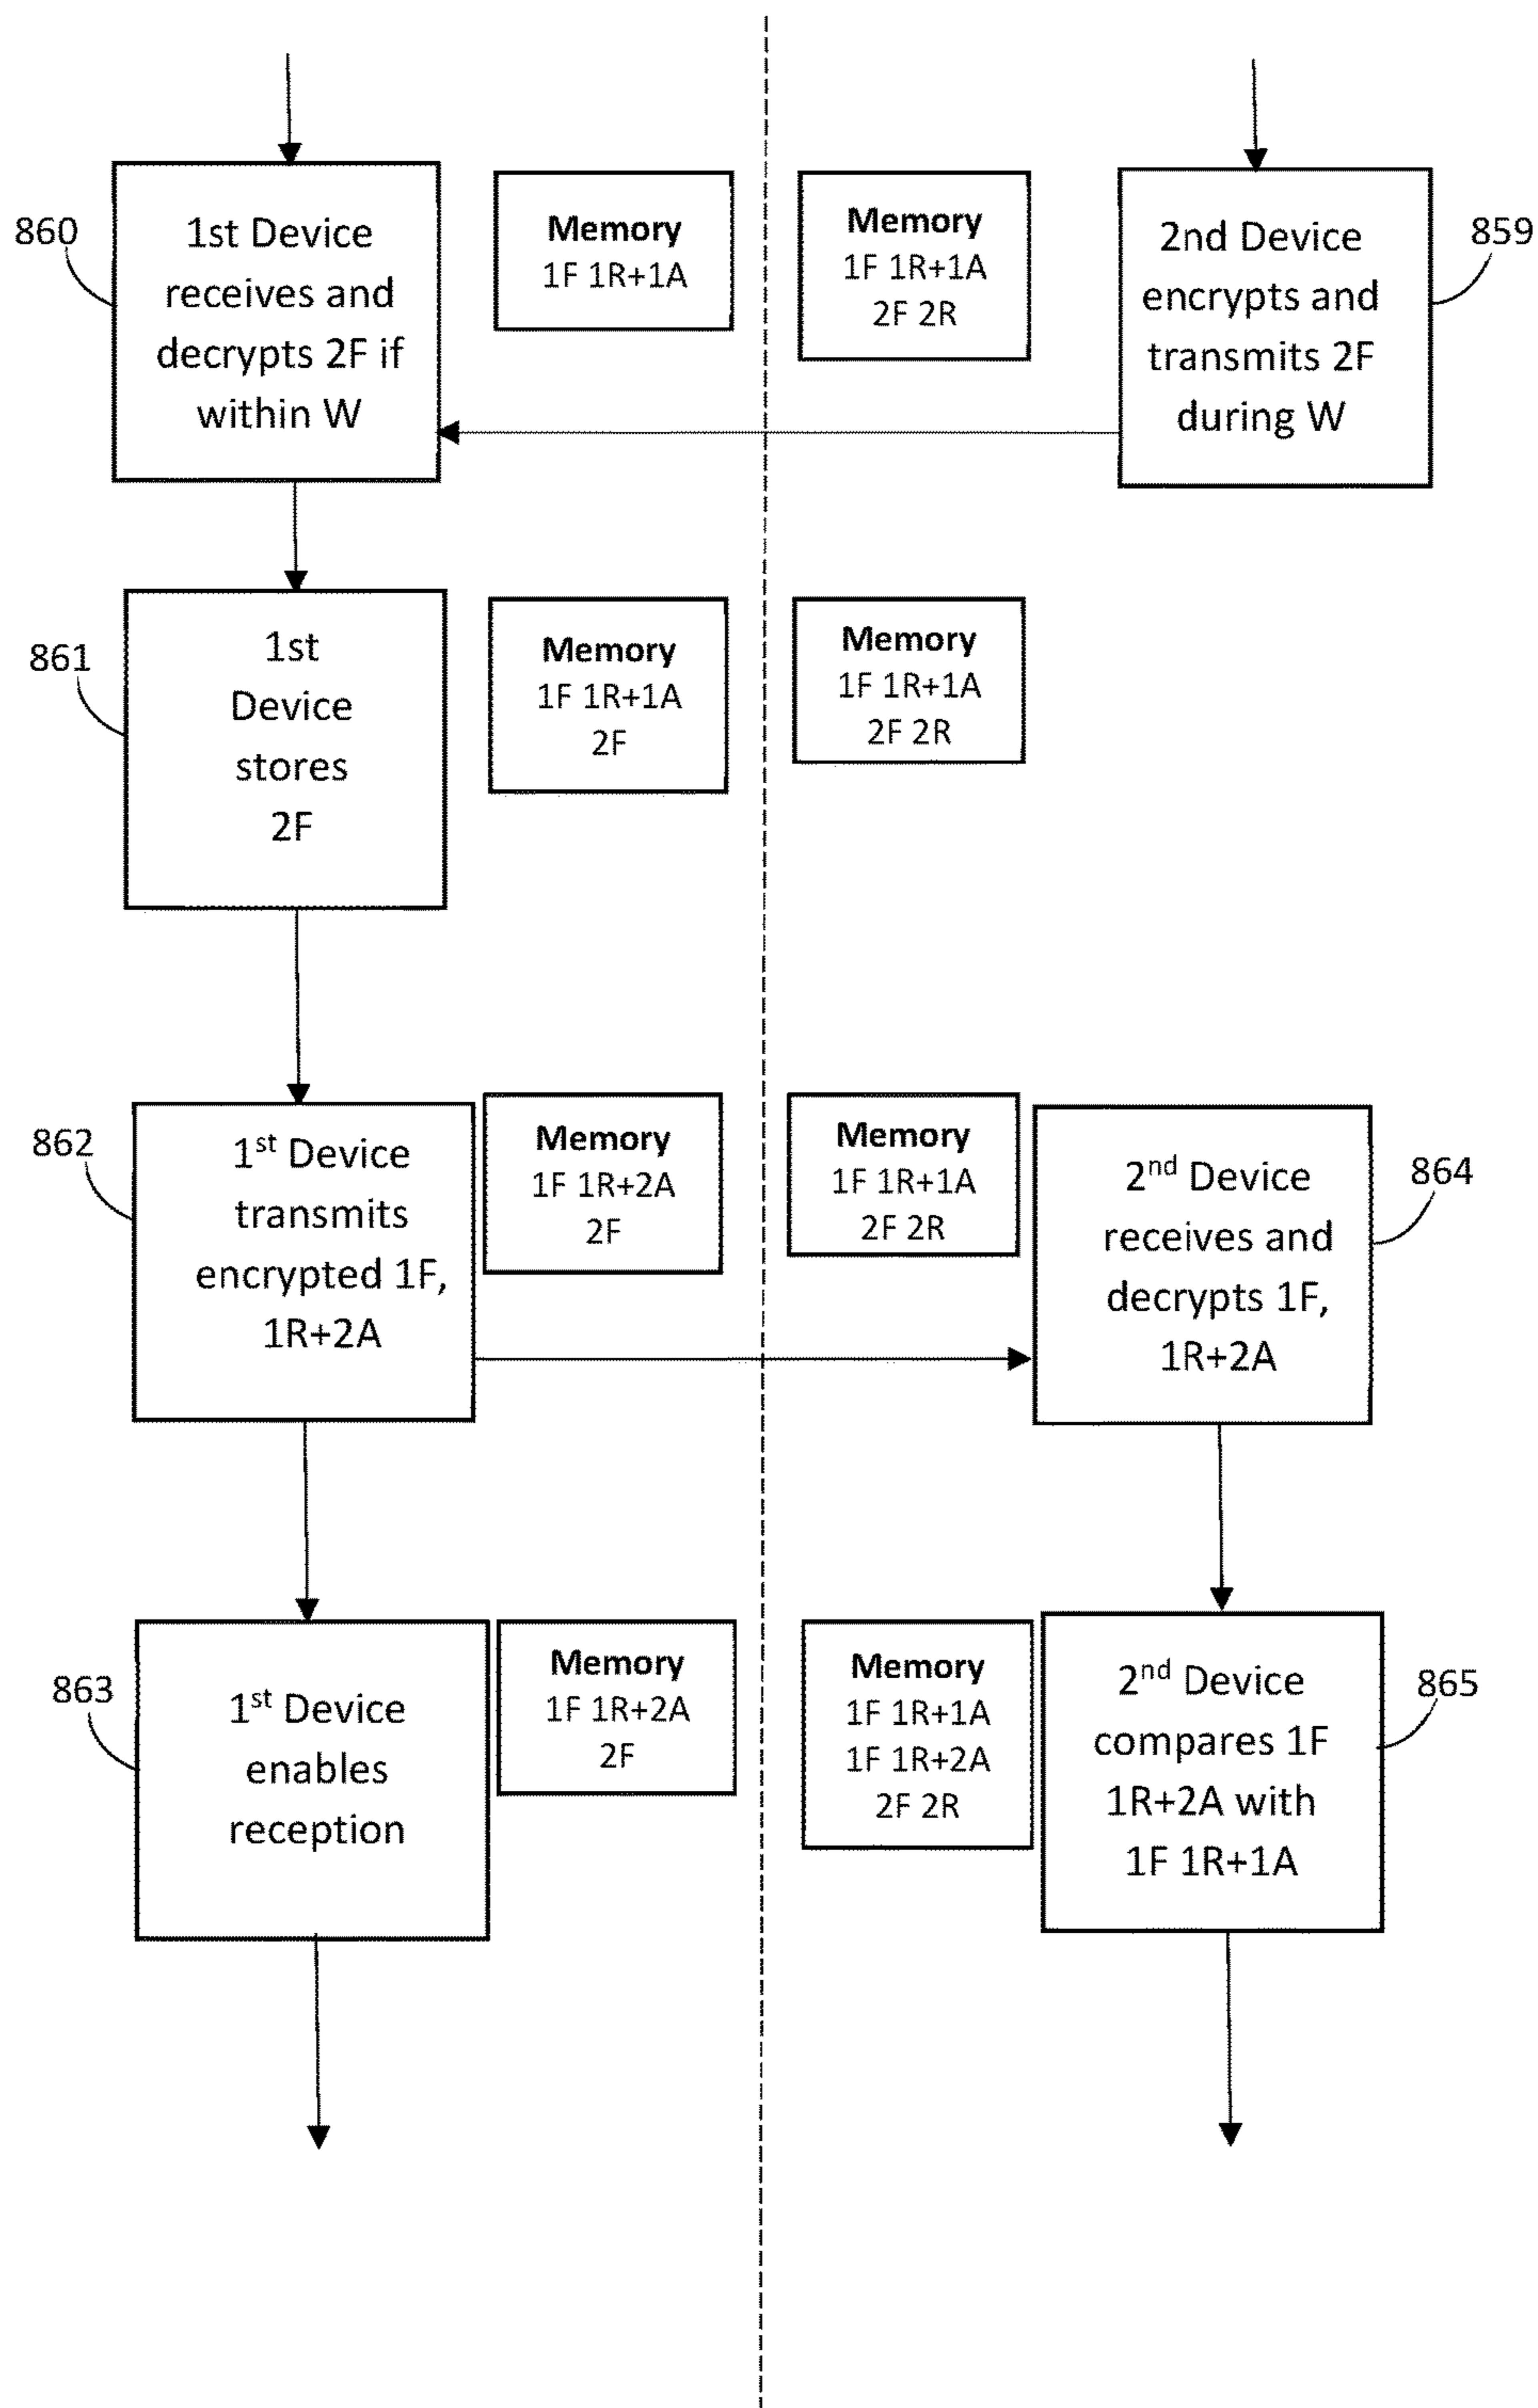 860
1st Device
receives and
decrypts 2F if
within W
Memory
1F 1R+1A
Memory
1F 1R+1A
2F 2R
2nd Device
encrypts and
transmits 2F
during W
859
861
1st
Device
stores
2F
Memory
1F 1R+1A
2F
Memory
1F 1R+1A
2F 2R
862
1st Device
transmits
encrypted 1F,
1R+2A
Memory
1F 1R+2A
2F
Memory
1F 1R+1A
2F 2R
2nd Device
receives and
decrypts 1F,
1R+2A
864
863
1st Device
enables
reception
Memory
1F 1R+2A
2F
Memory
1F 1R+1A
1F 1R+2A
2F 2R
2nd Device
compares 1F
1R+2A with
1F 1R+1A
865